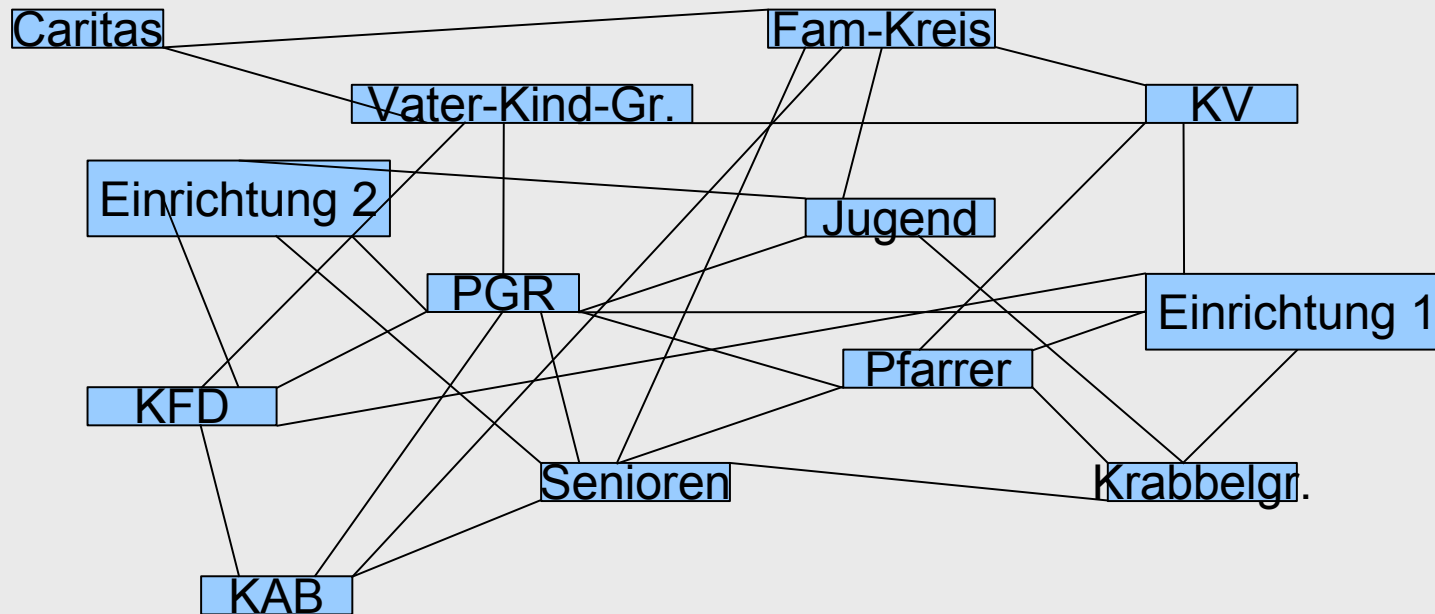 Caritas
Fam-Kreis
Vater-Kind-Gr.
KV
Einrichtung 2
Jugend
PGR
Einrichtung 1
Pfarrer
KFD
Senioren
Krabbelgr.
KAB